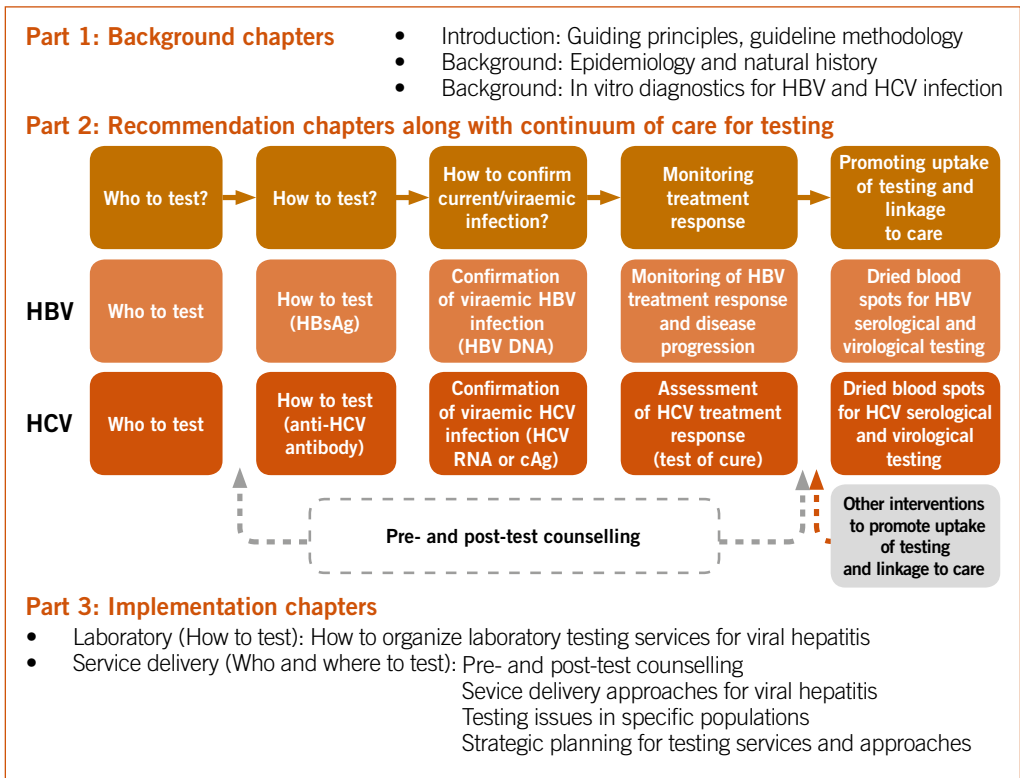 Part 1: Background chapters
• Introduction: Guiding principles, guideline methodology
• Background: Epidemiology and natural history
• Background: In vitro diagnostics for HBV and HCV infection
Part 2: Recommendation chapters along with continuum of care for testing
Who to test?
How to test?
How to confirm
current/viraemic
infection?
Monitoring
treatment
response
Promoting uptake
of testing and
linkage
to care
HBV
Who to test
How to test
(HBsAg)
Confirmation
of viraemic HBV
infection
(HBV DNA)
Monitoring of HBV
treatment response
and disease
progression
Dried blood
spots for HBV
serological and
virological testing
HCV
Who to test
How to test
(anti-HCV
antibody)
Confirmation
of viraemic HCV
infection (HCV
RNA or cAg)
Assessment
of HCV treatment
response
(test of cure)
Dried blood spots
for HCV serological
and virological
testing
Pre- and post-test counselling
Other interventions
to promote uptake
of testing
and linkage to care
Part 3: Implementation chapters
• Laboratory (How to test): How to organize laboratory testing services for viral hepatitis
• Service delivery (Who and where to test): Pre- and post-test counselling
Sevice delivery approaches for viral hepatitis
Testing issues in specific populations
Strategic planning for testing services and approaches